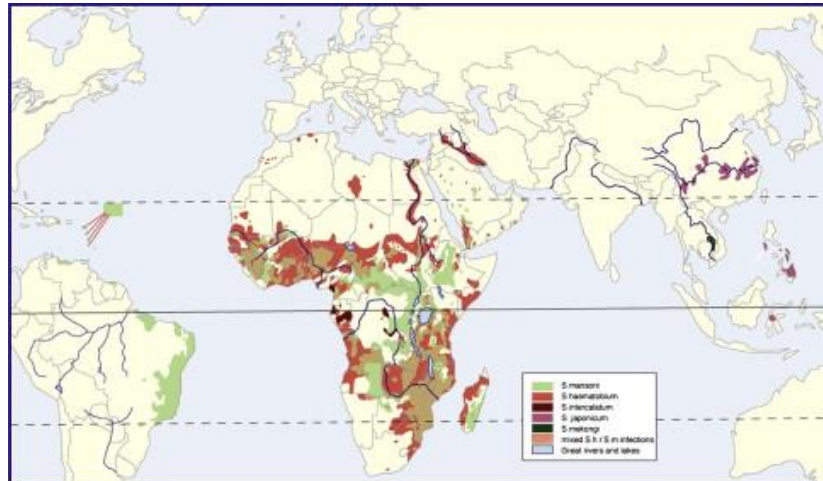 S mansoni
S haematobium
S intercalatum
S. japonicum
S mekongi
mixed S h / S m infections
Great rivers and lakes